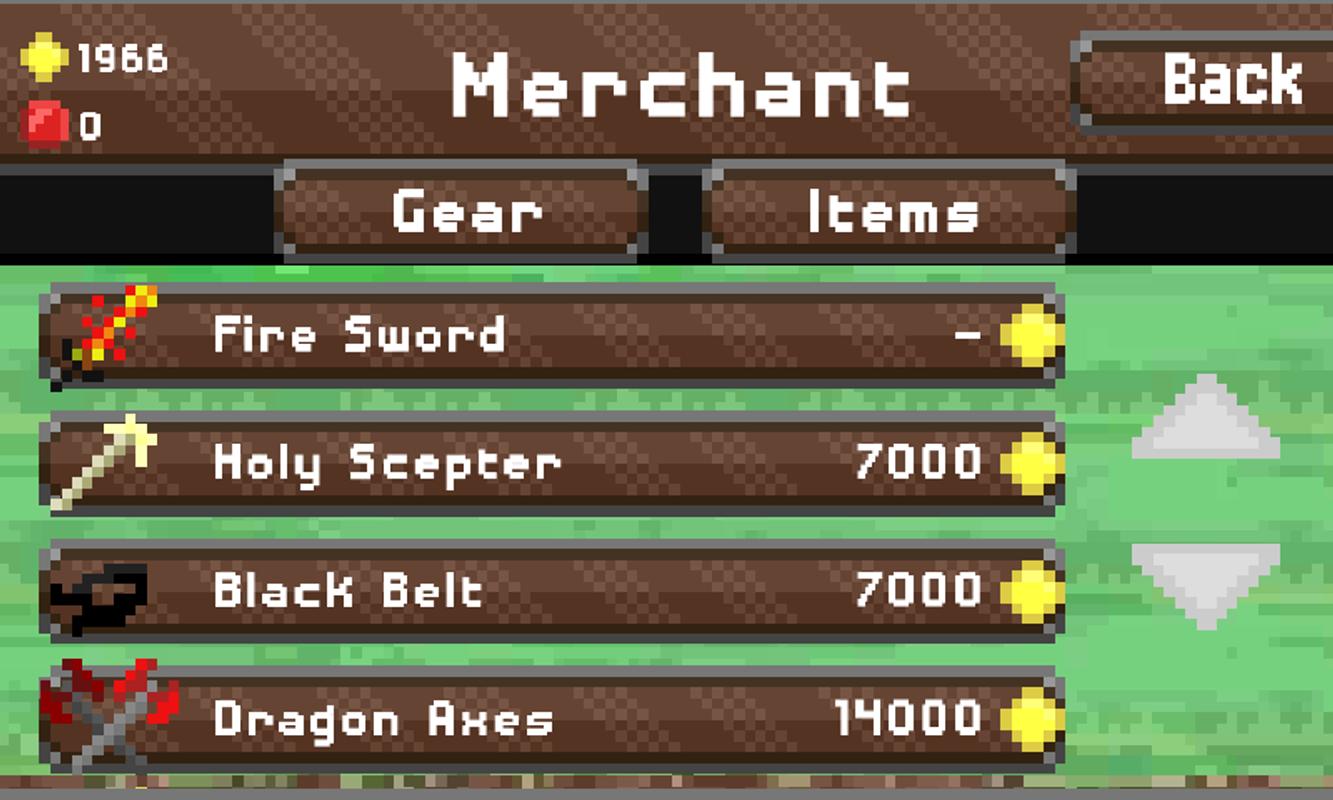 1966
0
Merchant
Back
Gear
Items
Fire Sword -
Holy Scepter 7000
Black Belt 7000
Dragon Axes 14000